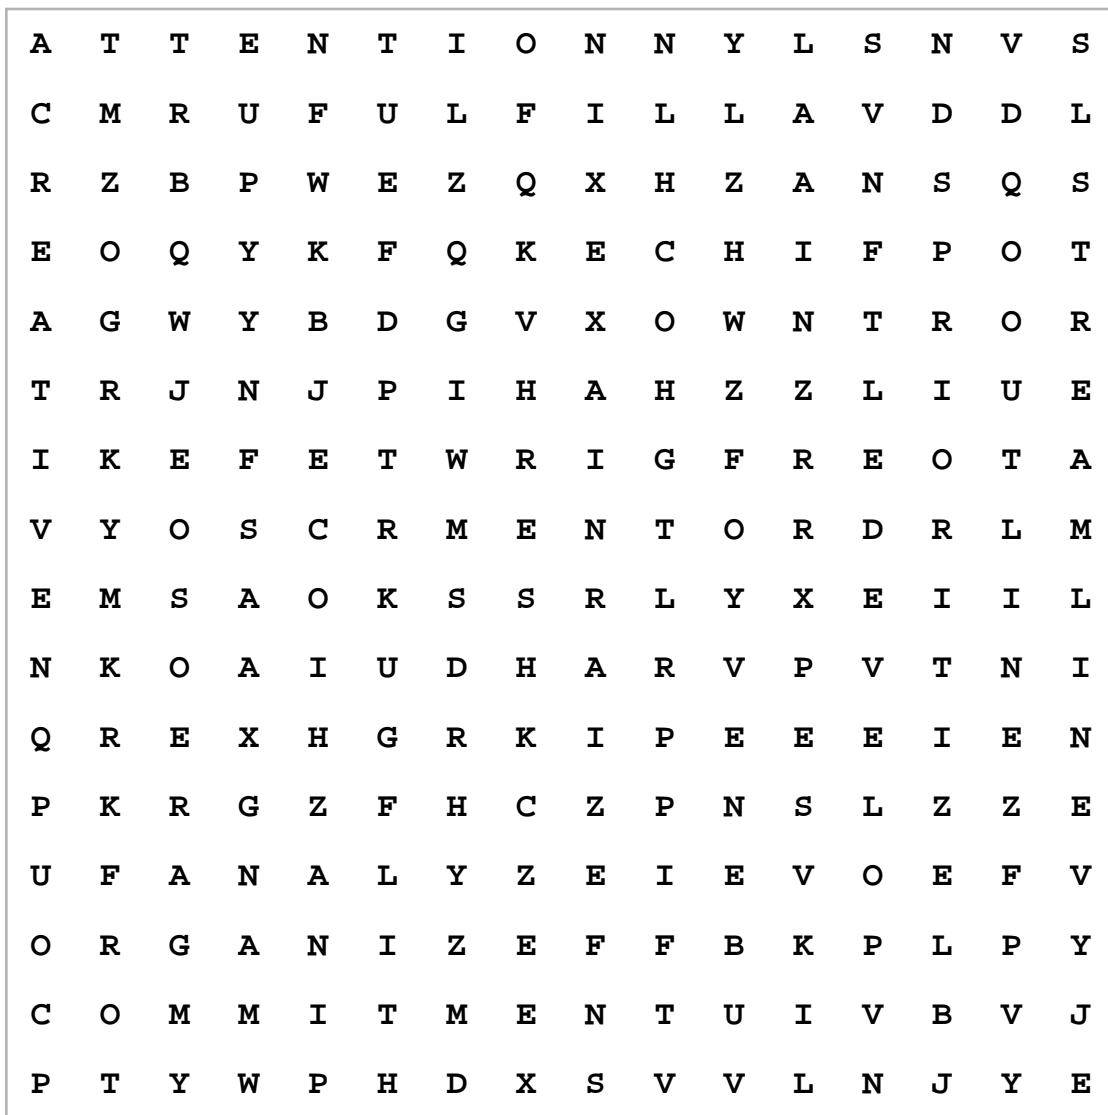 A T T E N T I O N N Y L S N V S
C M R U F U L F I L L A V D D L
R Z B P W E Z Q X H Z A N S Q S
E O Q Y K F Q K E C H I F P O T
A G W Y B D G V X O W N T R O R
T R J N J P I H A H Z Z L I U E
I K E F E T W R I G F R E O T A
V Y O S C R M E N T O R D R L M
E M S A O K S S R L Y X E I I L
N K O A I U D H A R V P V T N I
Q R E X H G R K I P E E E I E N
P K R G Z F H C Z P N S L Z Z E
U F A N A L Y Z E I E V O E F V
O R G A N I Z E F F B K P L P Y
C O M M I T M E N T U I V B V J
P T Y W P H D X S V V L N J Y E